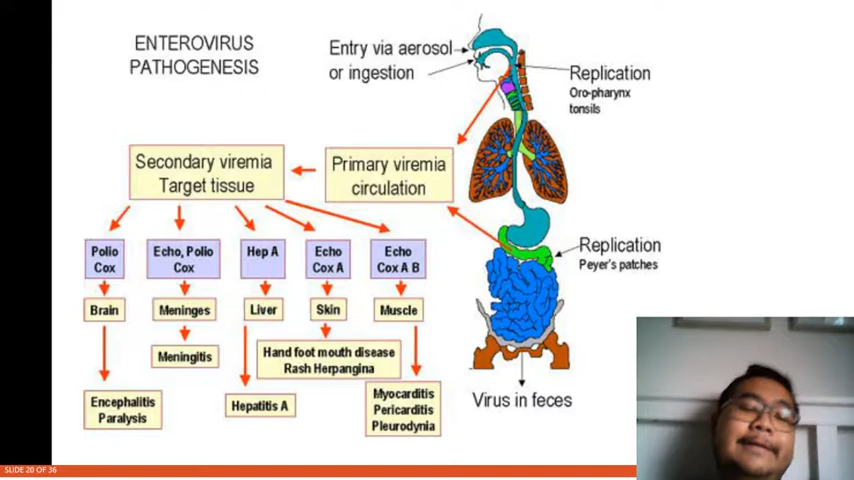 ENTEROVIRUS
PATHOGENESIS
Entry via aerosol
or ingestion
Replication
Oro-pharynx
tonsils
Secondary viremia
Target tissue
Primary viremia
circulation
Replication
Peyer's patches
Polio
Cox
Echo, Polio
Cox
Hep A
Echo
Cox A
Echo
Cox A B
Brain
Meninges
Liver
Skin
Muscle
Meningitis
Hand foot mouth disease
Rash Herpangina
Encephalitis
Paralysis
Hepatitis A
Myocarditis
Pericarditis
Pleurodynia
Virus in feces
SLIDE 20 OF 36